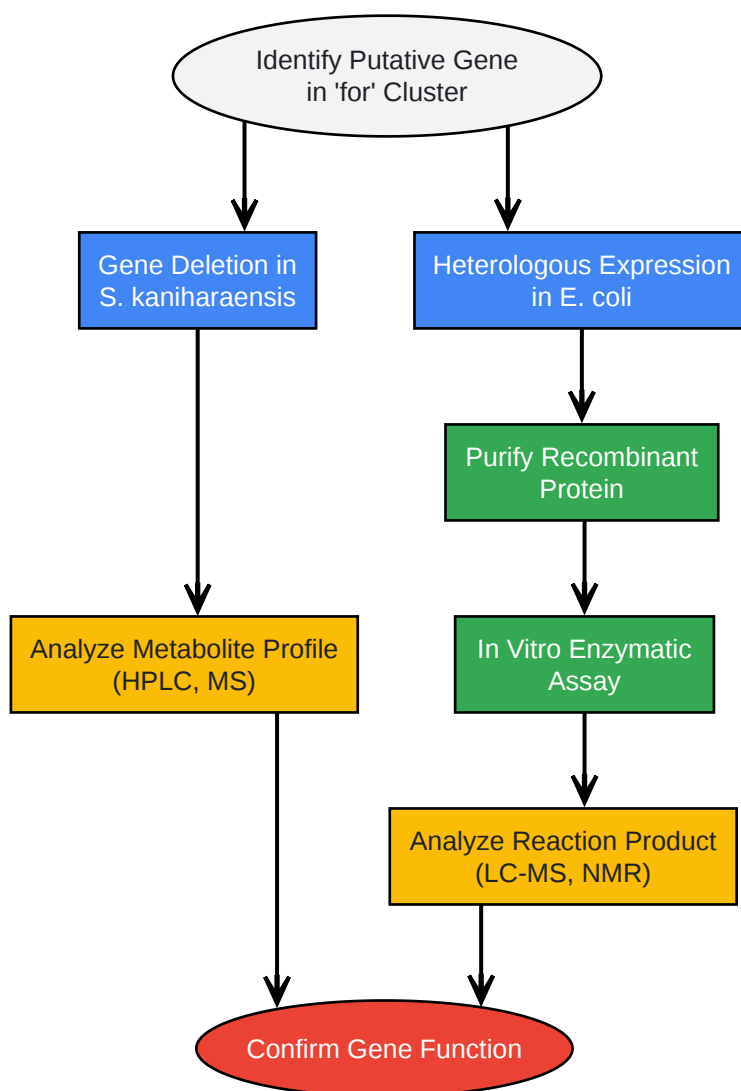 Identify Putative Gene
in 'for' Cluster
Gene Deletion in
S. kaniharaensis
Heterologous Expression
in E. coli
Purify Recombinant
Protein
Analyze Metabolite Profile
(HPLC, MS)
In Vitro Enzymatic
Assay
Analyze Reaction Product
(LC-MS, NMR)
Confirm Gene Function